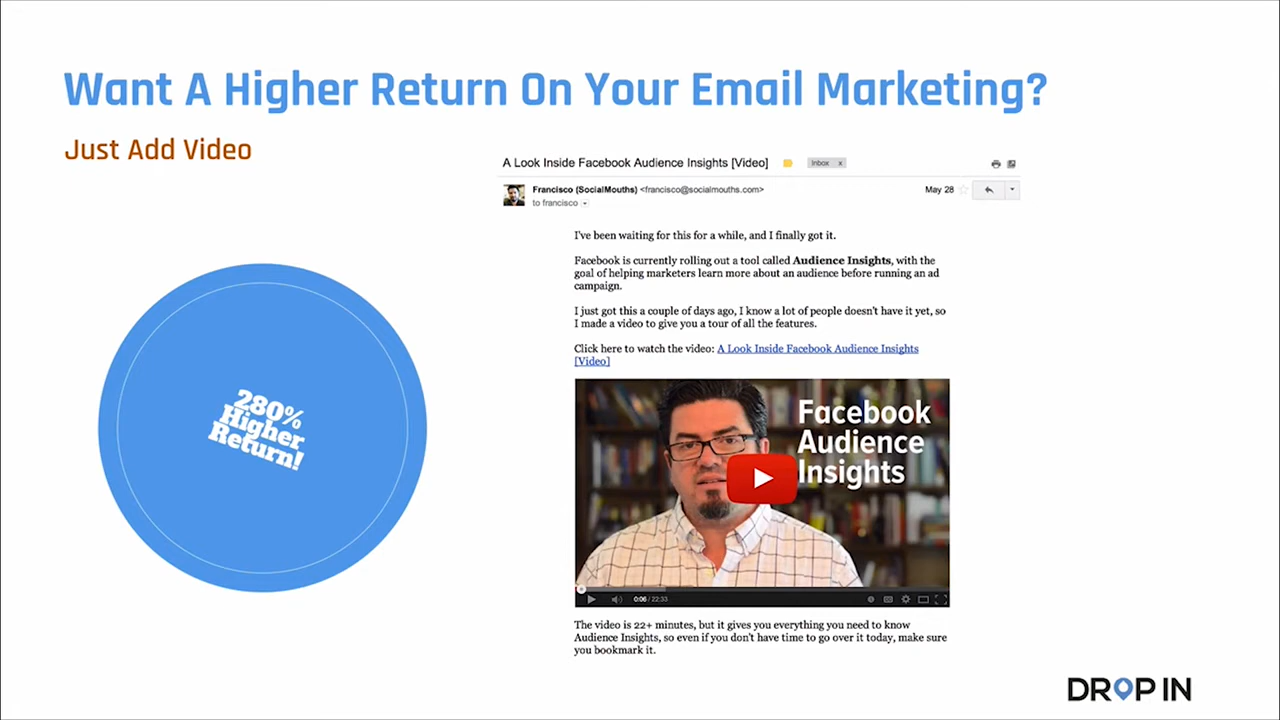 Want A Higher Return On Your Email Marketing?
Just Add Video
280%
Higher
Return!
A Look Inside Facebook Audience Insights [Video]
Inbox x
Francisco (SocialMouths) <francisco@socialmouths.com>
May 28
to francisco
I've been waiting for this for a while, and I finally got it.
Facebook is currently rolling out a tool called Audience Insights, with the
goal of helping marketers learn more about an audience before running an ad
campaign.
I just got this a couple of days ago, I know a lot of people doesn't have it yet, so
I made a video to give you a tour of all the features.
Click here to watch the video: A Look Inside Facebook Audience Insights
[Video]
Facebook
Audience
Insights
0:06 / 22:33
The video is 22+ minutes, but it gives you everything you need to know
Audience Insights, so even if you don't have time to go over it today, make sure
you bookmark it.
DROP IN